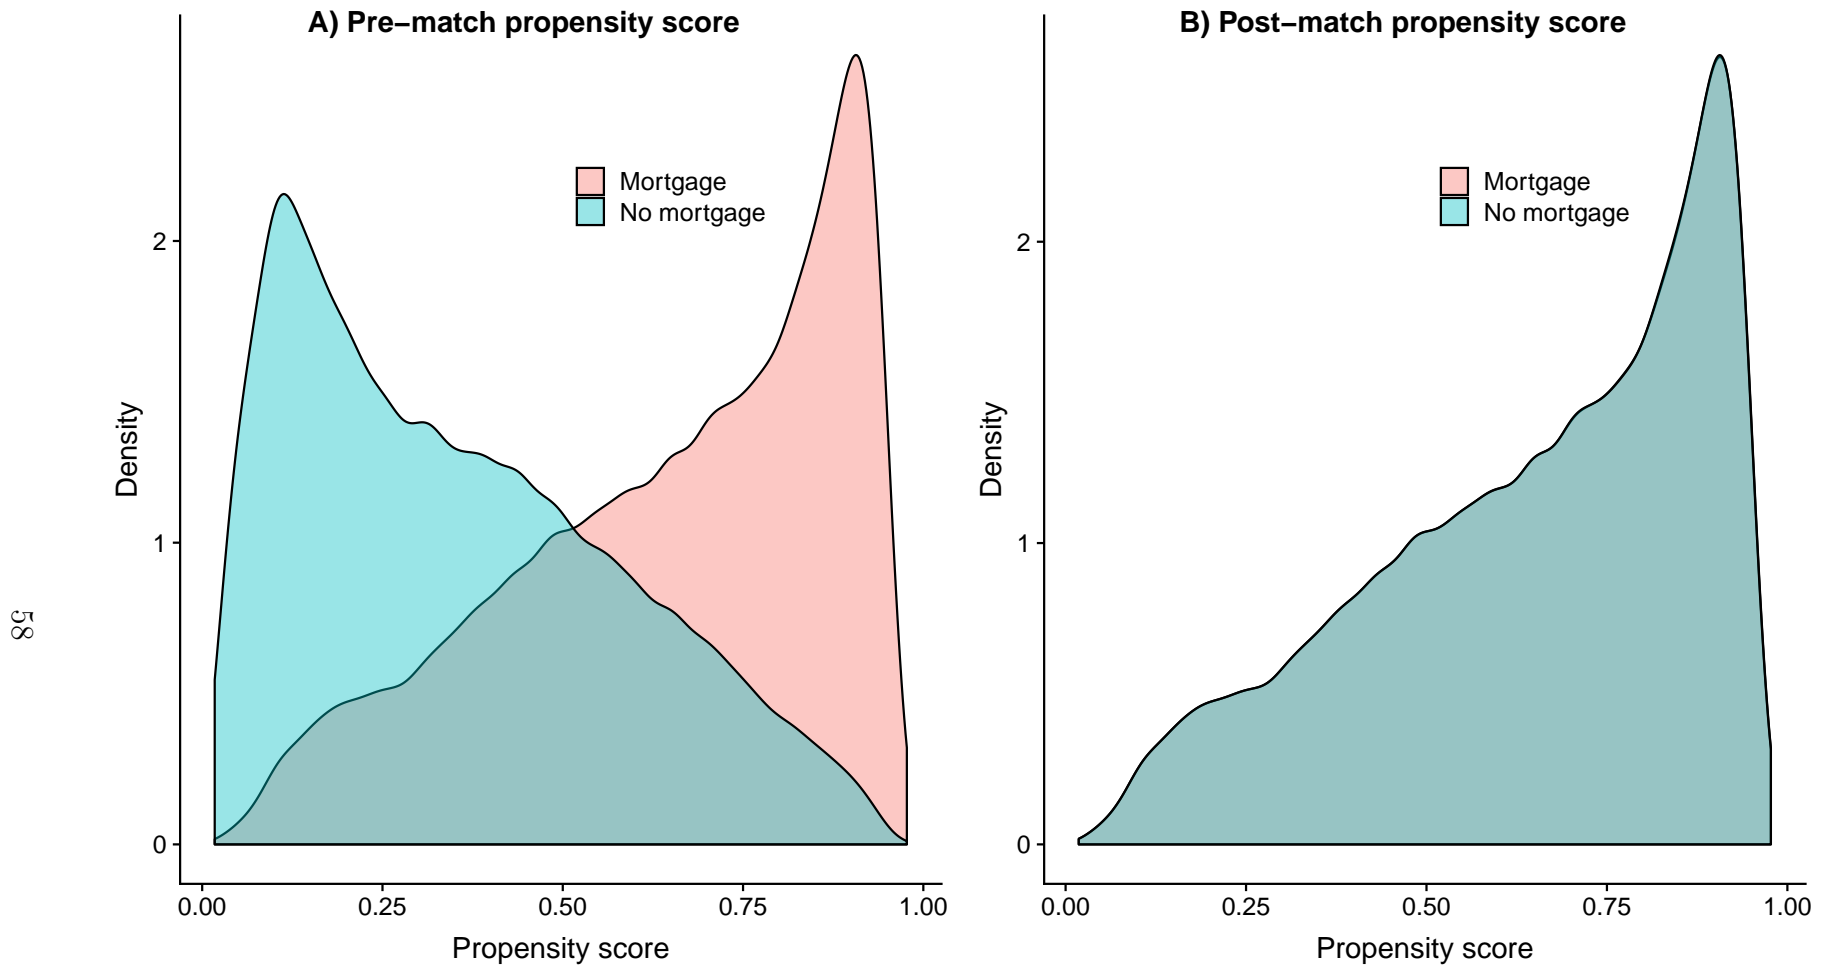 A) Pre−match propensity score
Mortgage
No mortgage
2
1
0
Density
0.00 0.25 0.50 0.75 1.00
Propensity score
B) Post−match propensity score
Mortgage
No mortgage
2
1
0
Density
0.00 0.25 0.50 0.75 1.00
Propensity score
58